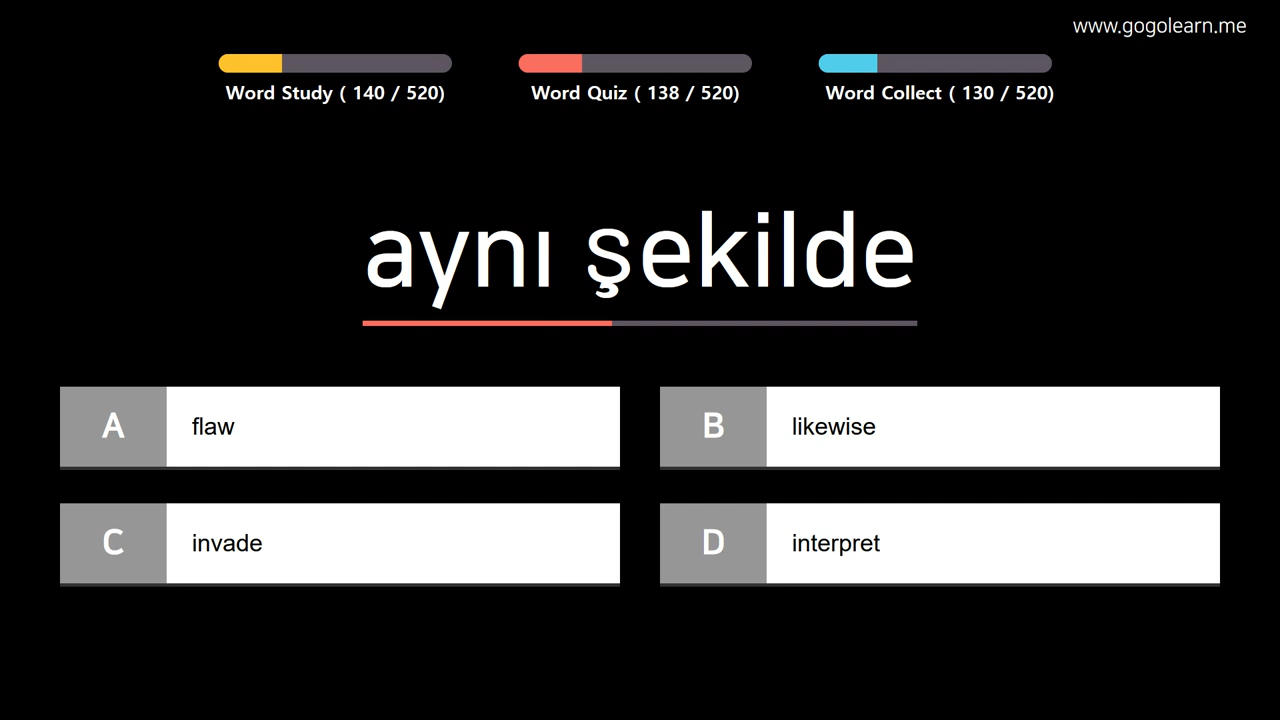 www.gogolearn.me
Word Study ( 140 / 520)
Word Quiz ( 138 / 520)
Word Collect ( 130 / 520)
aynı şekilde
A flaw
B likewise
C invade
D interpret